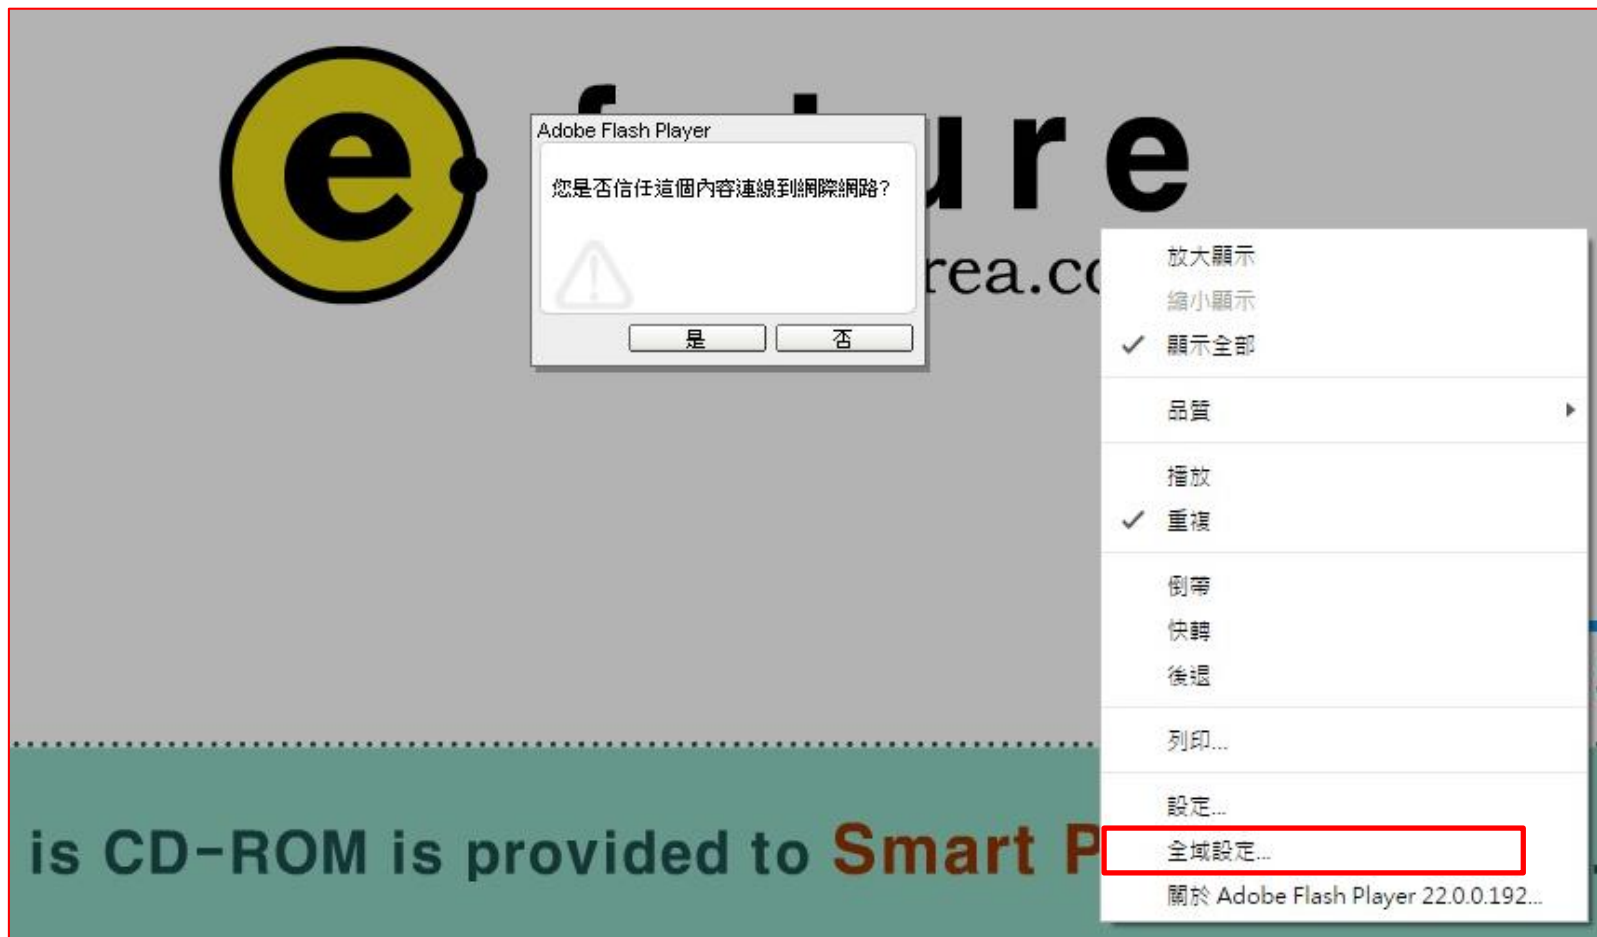 e
ure
Adobe Flash Player
您是否信任這個內容連線到網際網路?
是
否
rea.co
放大顯示
縮小顯示
顯示全部
品質
播放
重複
倒帶
快轉
後退
列印...
設定...
全域設定...
關於 Adobe Flash Player 22.0.0.192...
is CD-ROM is provided to Smart P